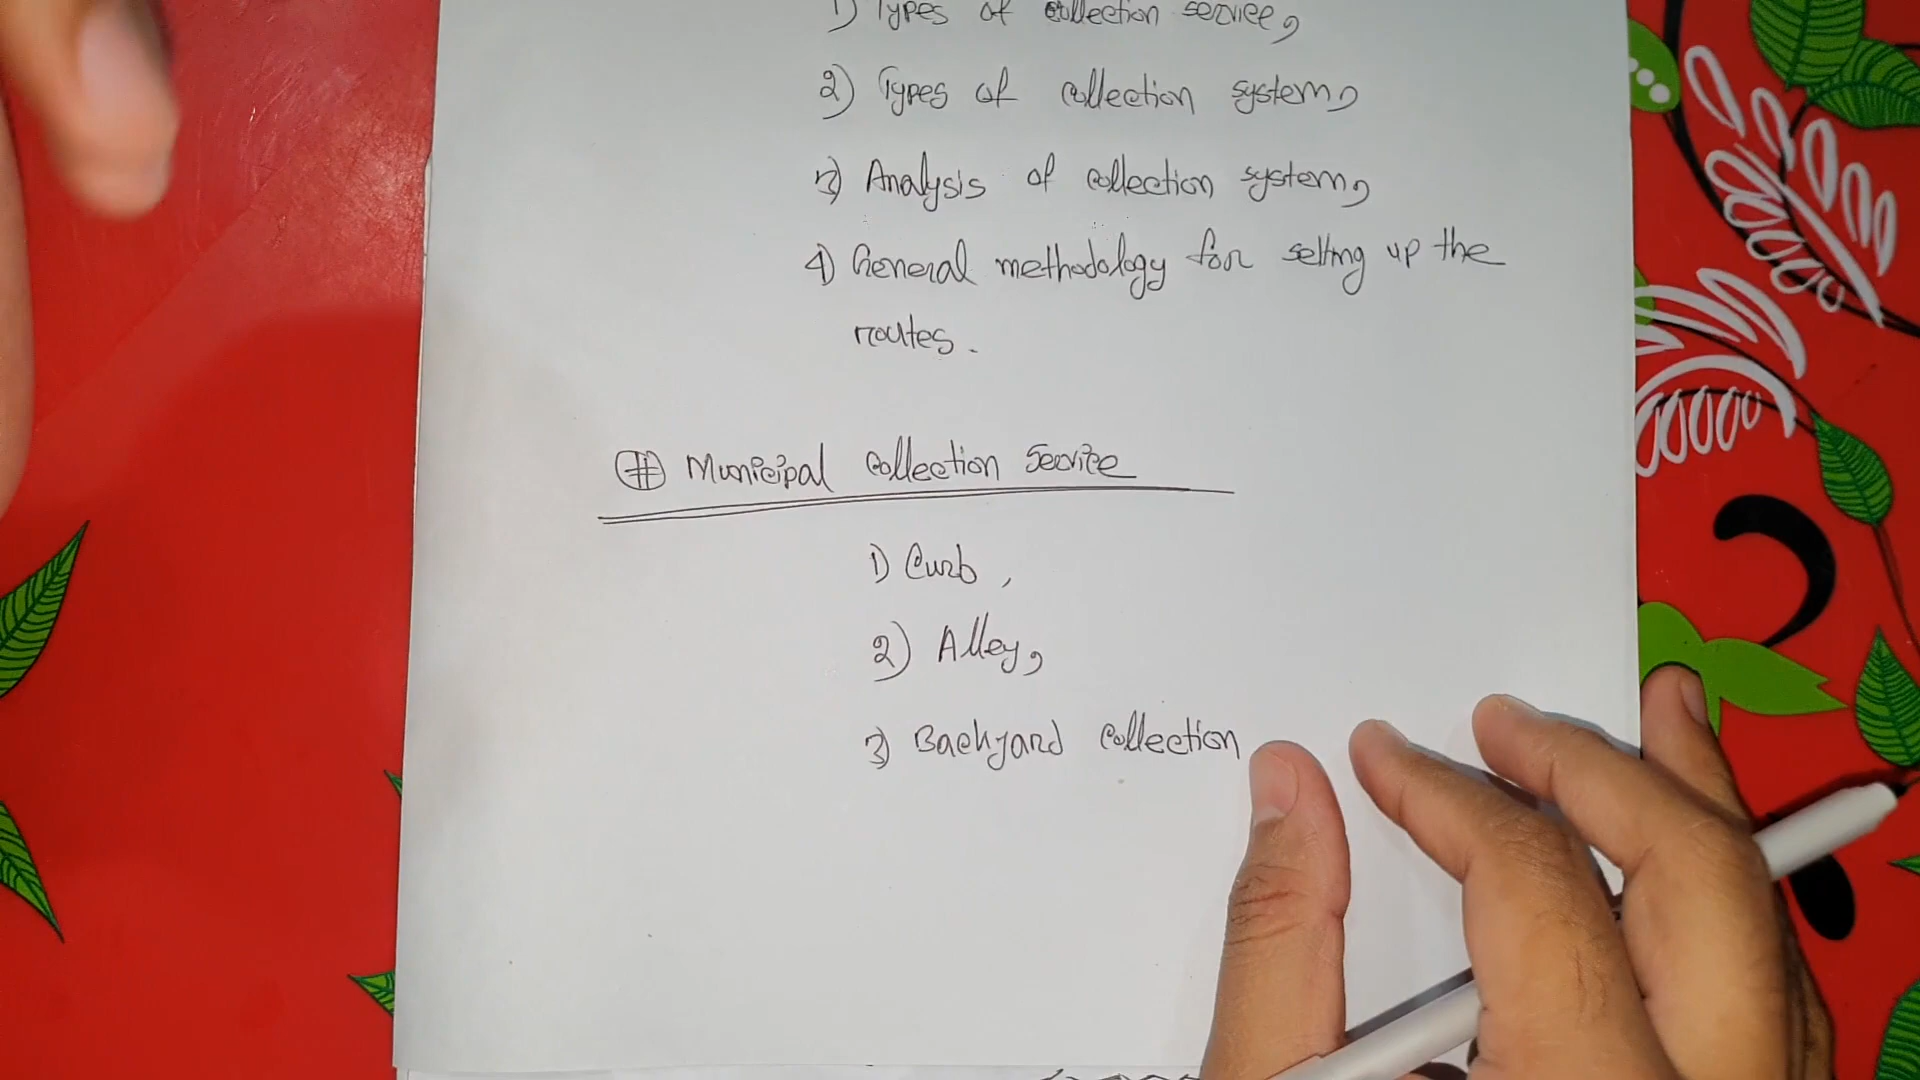 1) Types of collection service,
2) Types of collection system,
3) Analysis of collection system,
4) General methodology for setting up the
routes.
# Municipal collection service
1) Curb,
2) Alley,
3) Backyard collection